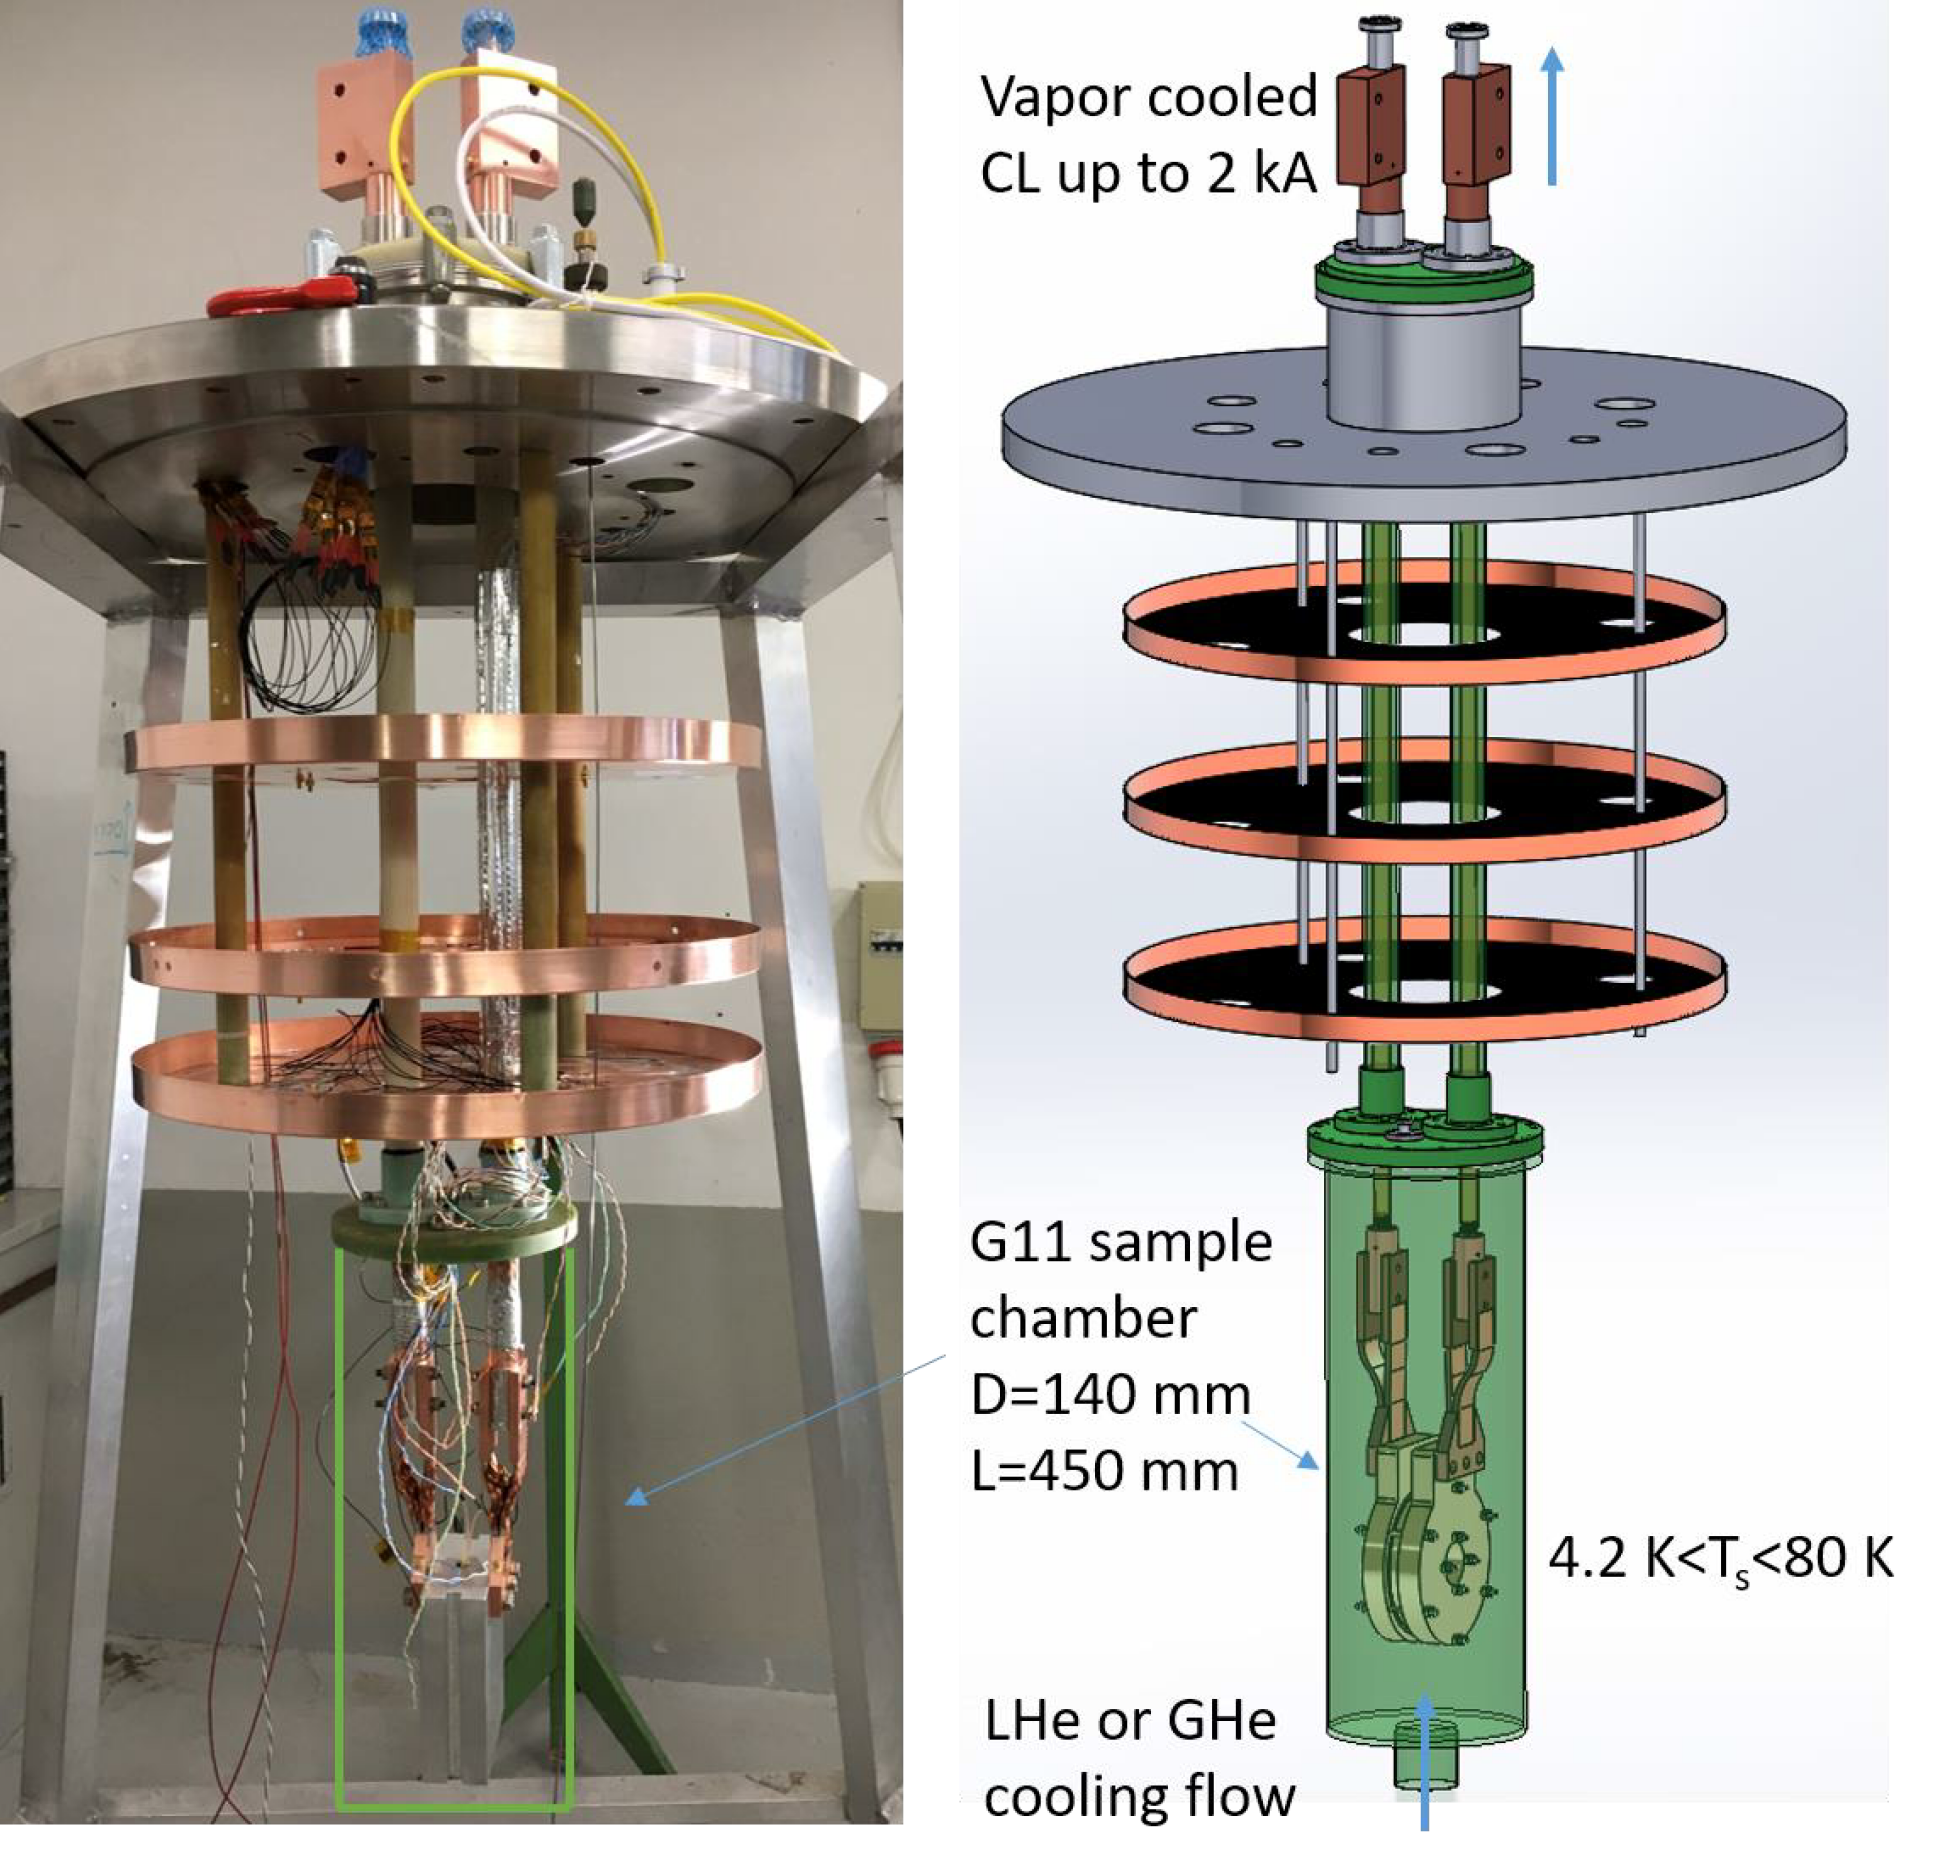 Vapor cooled
CL up to 2 kA
G11 sample
chamber
D=140 mm
L=450 mm
4.2 K<Ts<80 K
LHe or GHe
cooling flow